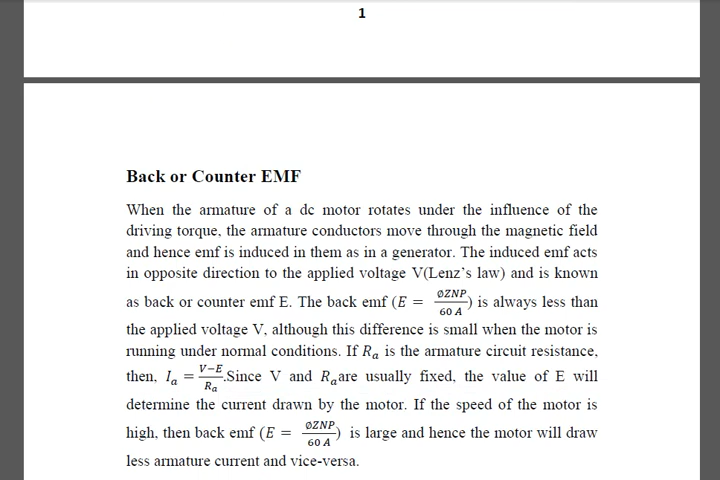 1
Back or Counter EMF
When the armature of a dc motor rotates under the influence of the
driving torque, the armature conductors move through the magnetic field
and hence emf is induced in them as in a generator. The induced emf acts
in opposite direction to the applied voltage V(Lenz's law) and is known
as back or counter emf E. The back emf (E = ØZNP/60 A) is always less than
the applied voltage V, although this difference is small when the motor is
running under normal conditions. If Rₐ is the armature circuit resistance,
then, Iₐ = V−E/Rₐ.Since V and Rₐare usually fixed, the value of E will
determine the current drawn by the motor. If the speed of the motor is
high, then back emf (E = ØZNP/60 A) is large and hence the motor will draw
less armature current and vice-versa.